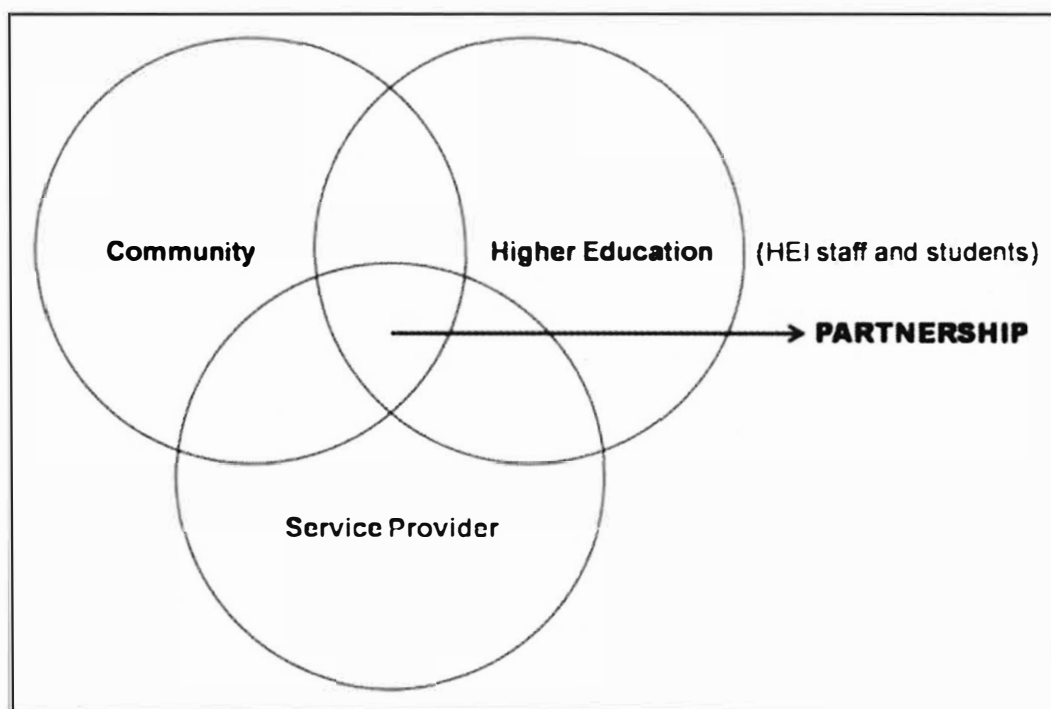 Community
Higher Education
(HEI staff and students)
PARTNERSHIP
Service Provider